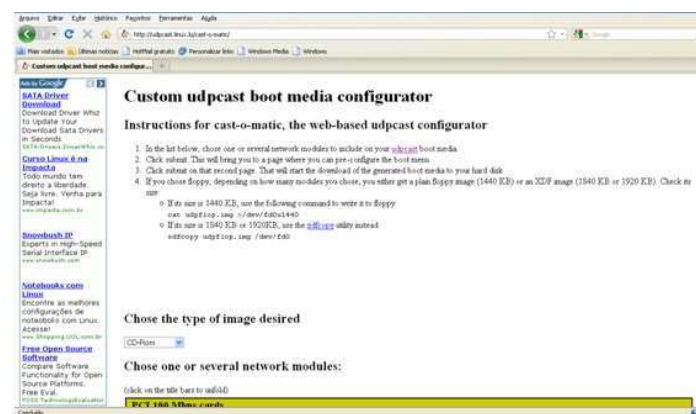 Arquivo Editar Exibir Histórico Favoritos Ferramentas Ajuda
http://udpcast.linux.lu/cast-o-matic/
Google
Mais visitados Últimas notícias HotMail gratuito Personalizar links Windows Media Windows
Custom udpcast boot media configur...
Ads by Google
SATA Driver
Download
Download Driver Whiz
to Update Your
Download Sata Drivers
in Seconds
Curso Linux é na
Impacta
Todo mundo tem
direito a liberdade.
Seja livre. Venha para
Impacta!
www.impacta.com.br
Snowbush IP
Experts in High-Speed
Serial Interface IP
www.snowbush.com
Notebooks com
Linux
Encontre as melhores
configurações de
notebooks com Linux.
Acesse!
www.Shopping.UOL.com.br
Free Open Source
Software
Compare Software
Functionality for Open
Source Platforms.
Free Eval.
Custom udpcast boot media configurator
Instructions for cast-o-matic, the web-based udpcast configurator
1. In the list below, chose one or several network modules to include on your udpcast boot media.
2. Click submit. This will bring you to a page where you can pre-configure the boot menu.
3. Click submit on that second page. That will start the download of the generated boot media to your hard disk
4. If you chose floppy, depending on how many modules you chose, you either get a plain floppy image (1440 KB) or an XDF image (1840 KB or 1920 KB). Check its
size
If its size is 1440 KB, use the following command to write it to floppy
cat udpflop.img >/dev/fd0u1440
If its size is 1840 KB or 1920KB, use the xdfcopy utility instead
xdfcopy udpflop.img /dev/fd0
Chose the type of image desired
CD-Rom
Chose one or several network modules:
(click on the title bars to unfold)
PCI 100 Mbps cards
Concluído